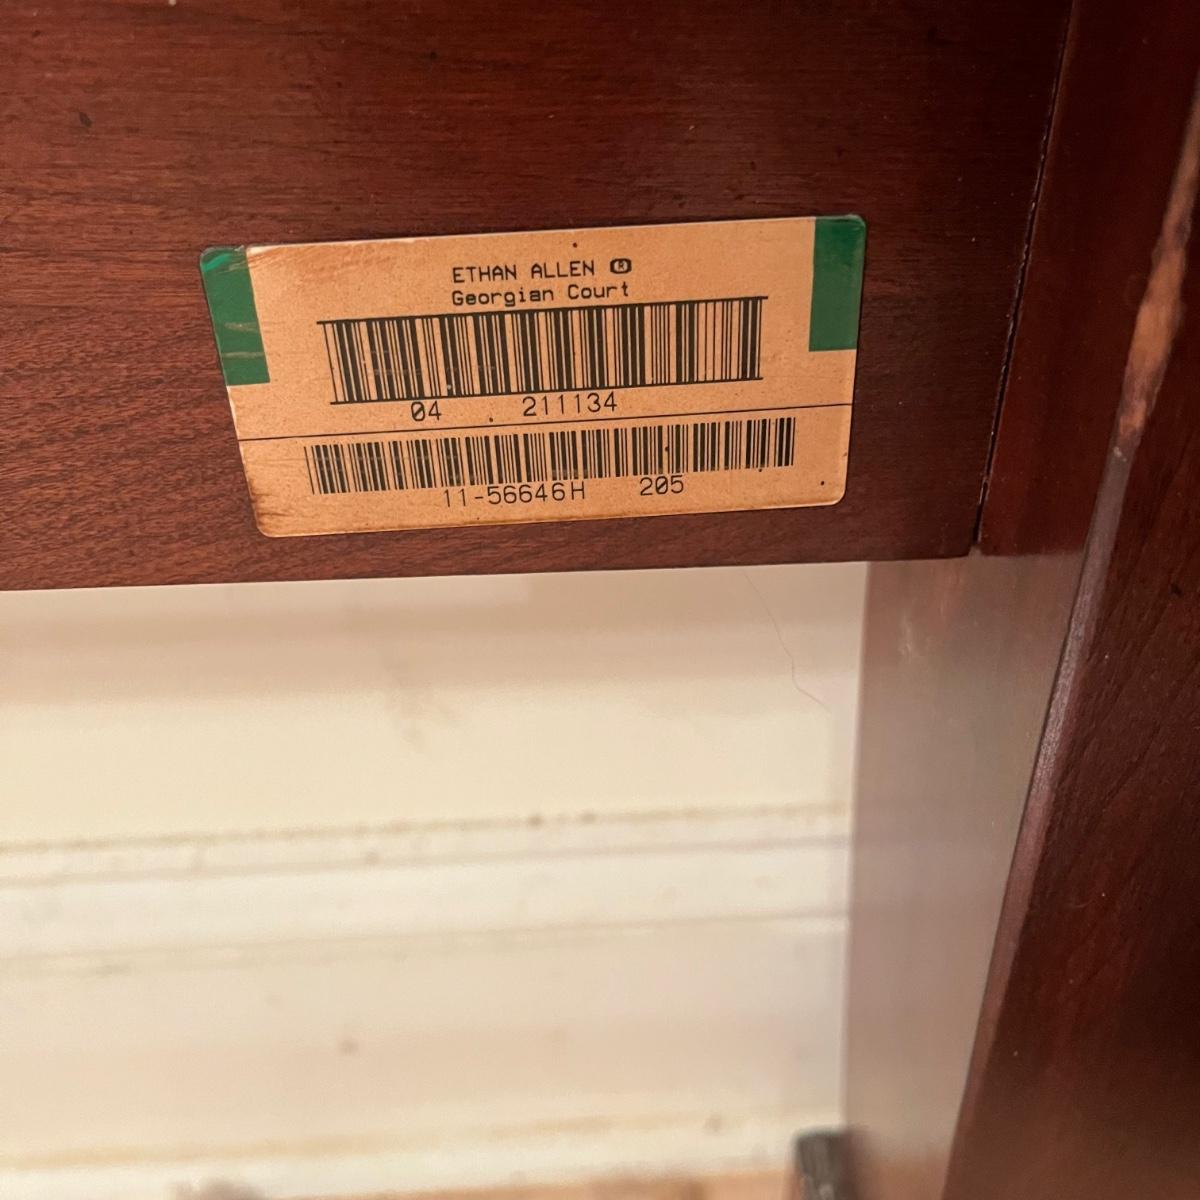 ETHAN ALLEN ®
Georgian Court
04 . 211134
11-56646H 205